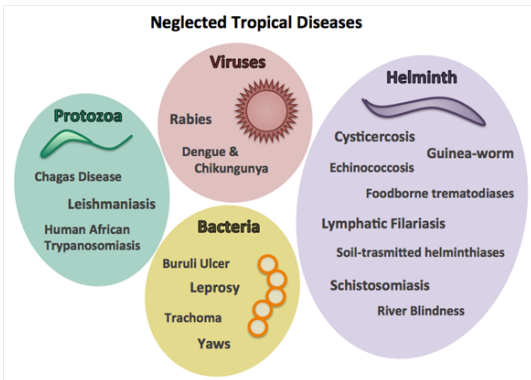 Neglected Tropical Diseases
Viruses
Rabies
Dengue &
Chikungunya
Protozoa
Chagas Disease
Leishmaniasis
Human African
Trypanosomiasis
Bacteria
Buruli Ulcer
Leprosy
Trachoma
Yaws
Helminth
Cysticercosis
Guinea-worm
Echinococcosis
Foodborne trematodiases
Lymphatic Filariasis
Soil-trasmitted helminthiases
Schistosomiasis
River Blindness